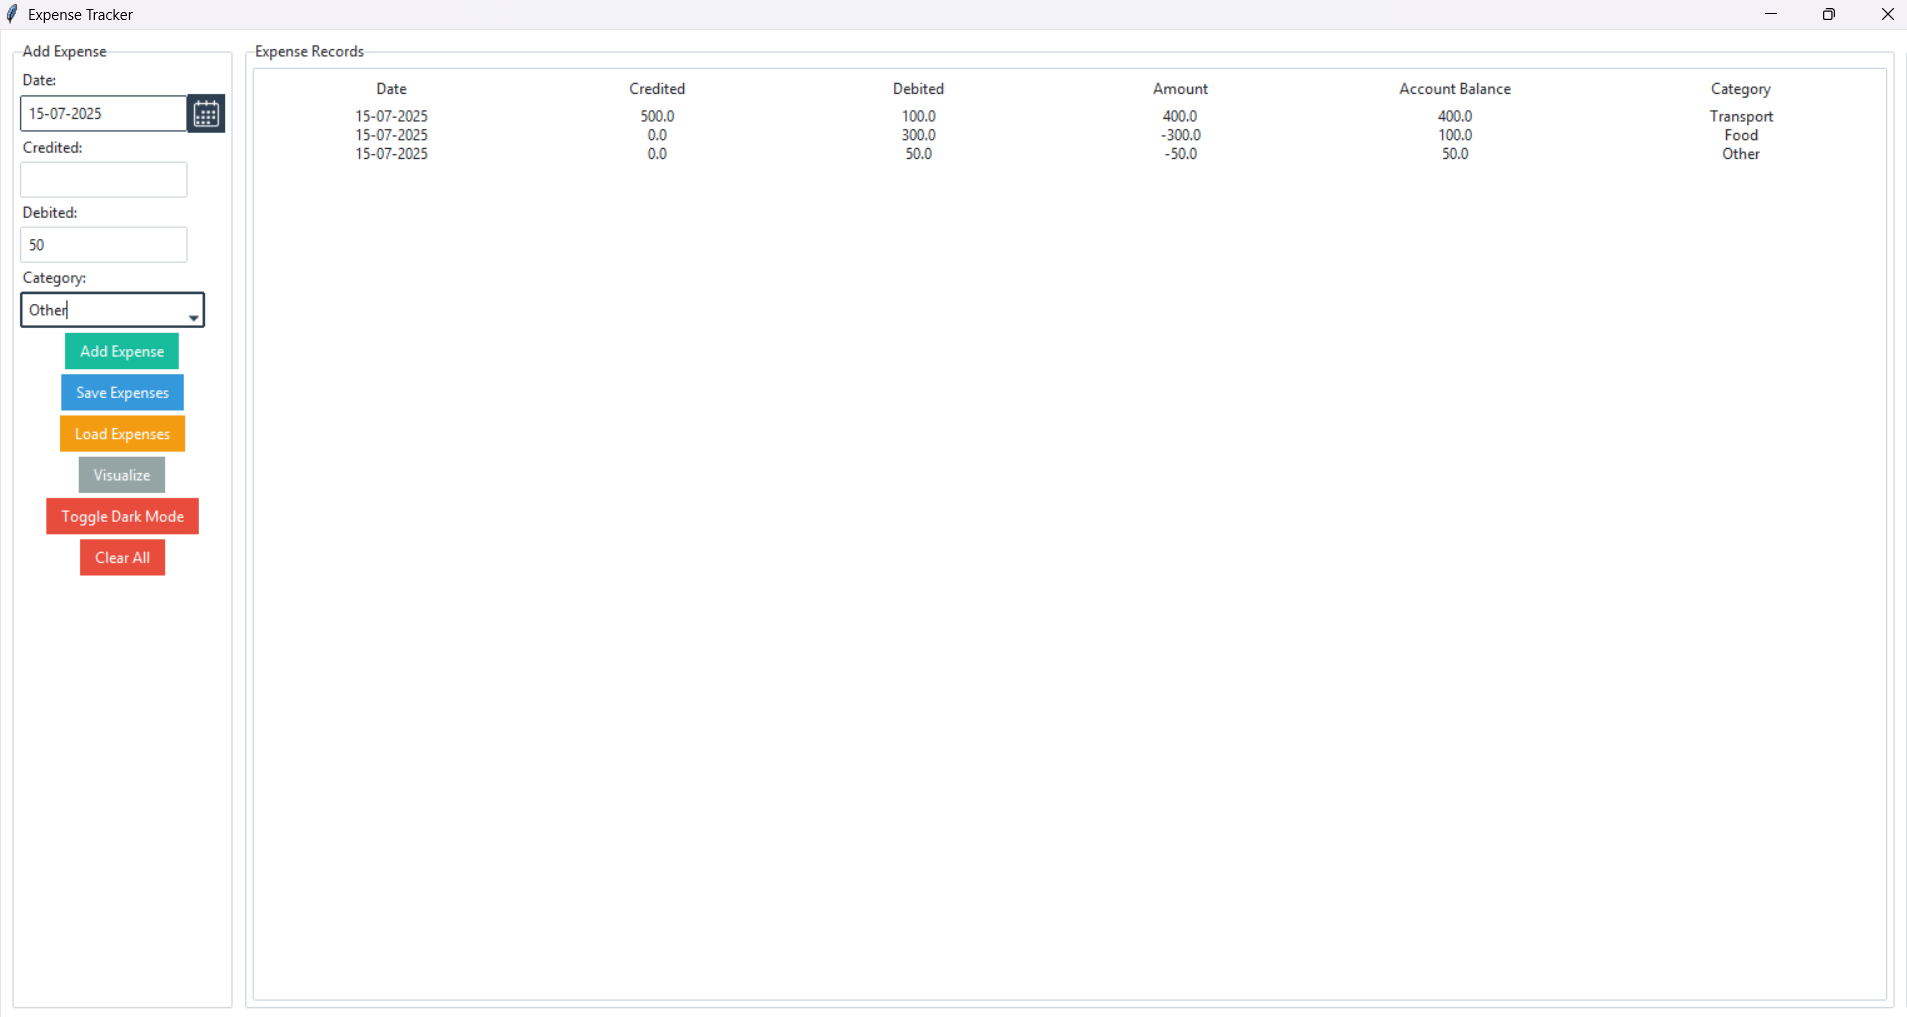 Expense Tracker
Add Expense
Date:
15-07-2025
Credited:
Debited:
50
Category:
Other
Add Expense
Save Expenses
Load Expenses
Visualize
Toggle Dark Mode
Clear All
Expense Records
Date Credited Debited Amount Account Balance Category
15-07-2025 500.0 100.0 400.0 400.0 Transport
15-07-2025 0.0 300.0 -300.0 100.0 Food
15-07-2025 0.0 50.0 -50.0 50.0 Other